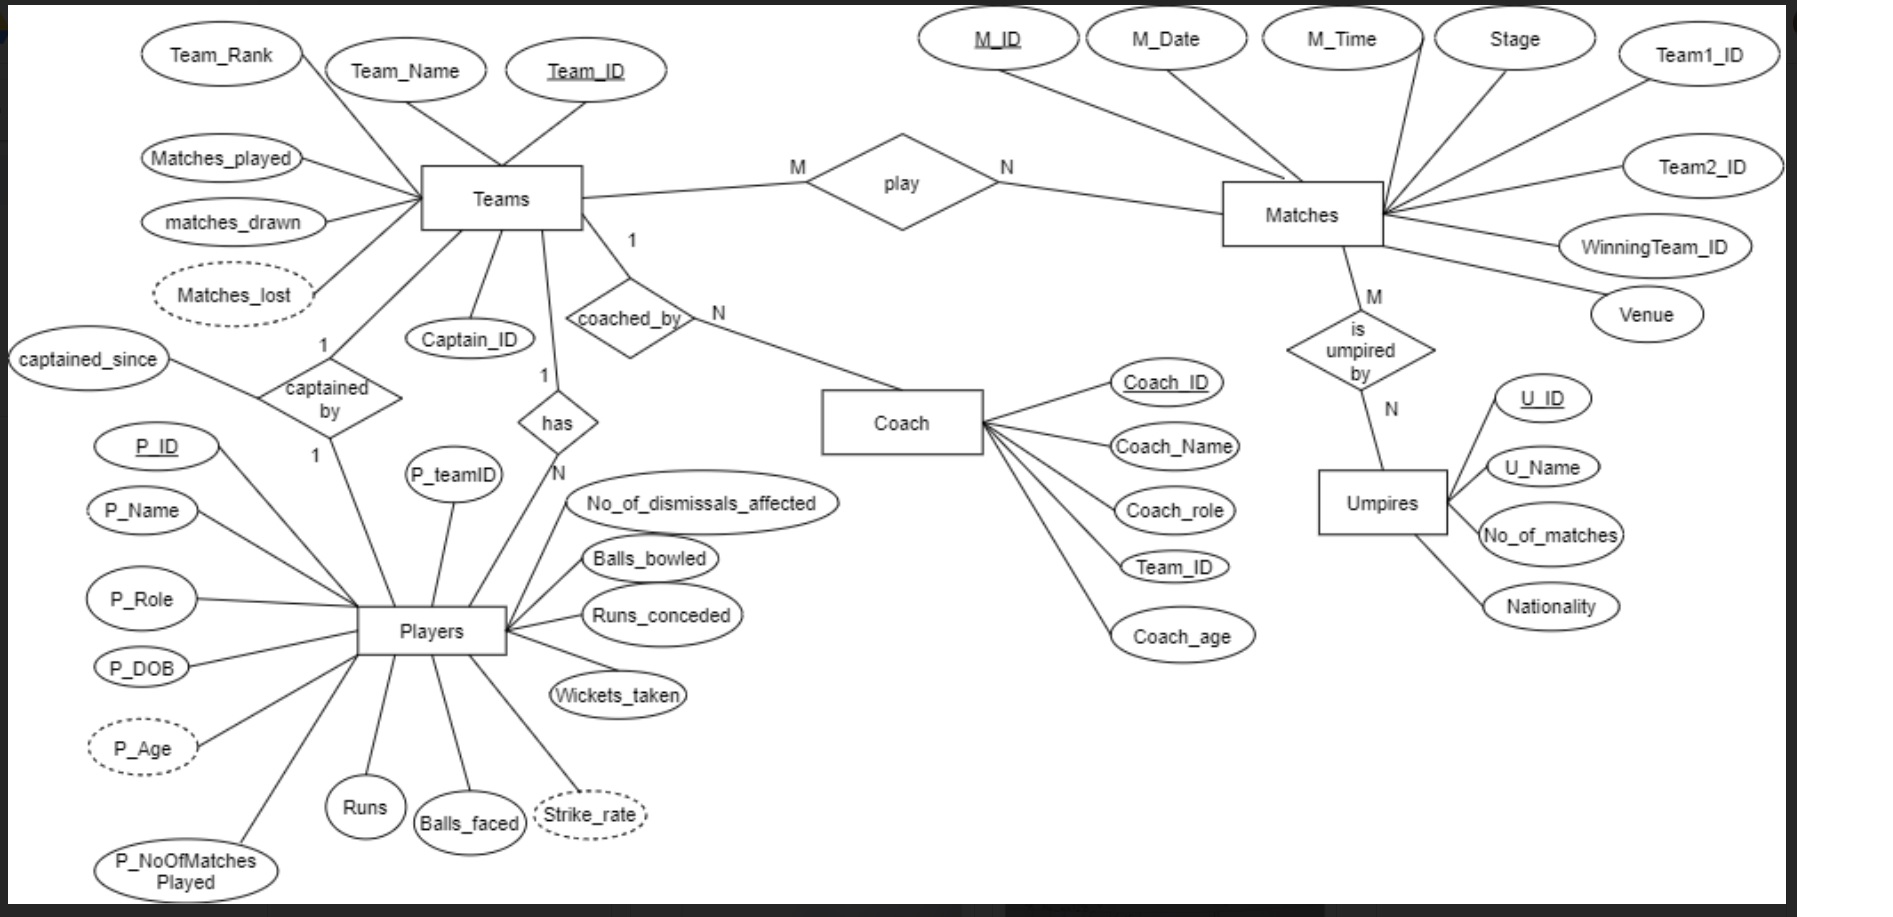 Team_Rank
Team_Name
Team_ID
M_ID
M_Date
M_Time
Stage
Team1_ID
Matches_played
matches_drawn
Matches_lost
Teams
M
play
N
Matches
Team2_ID
WinningTeam_ID
Venue
captained_since
1
captained
by
1
Captain_ID
1
coached_by
N
1
has
N
Coach
Coach_ID
Coach_Name
Coach_role
Team_ID
Coach_age
M
is
umpired
by
N
Umpires
U_ID
U_Name
No_of_matches
Nationality
P_ID
P_Name
P_Role
P_DOB
P_Age
P_NoOfMatches
Played
P_teamID
Players
No_of_dismissals_affected
Balls_bowled
Runs_conceded
Wickets_taken
Runs
Balls_faced
Strike_rate